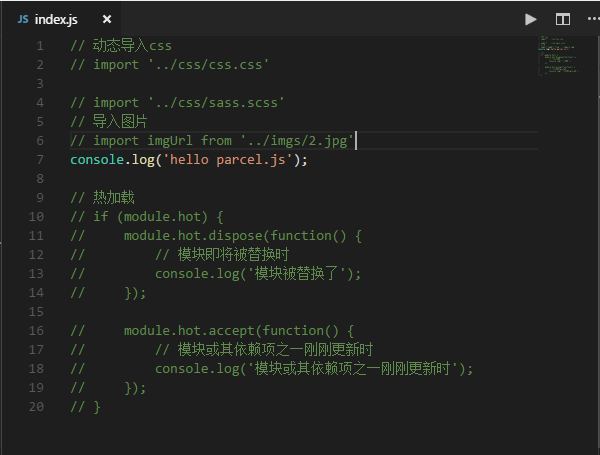 JS index.js ×
1 // 动态导入css
2 // import '../css/css.css'
3
4 // import '../css/sass.scss'
5 // 导入图片
6 // import imgUrl from '../imgs/2.jpg'
7 console.log('hello parcel.js');
8
9 // 热加载
10 // if (module.hot) {
11 //     module.hot.dispose(function() {
12 //         // 模块即将被替换时
13 //         console.log('模块被替换了');
14 //     });
15
16 //     module.hot.accept(function() {
17 //         // 模块或其依赖项之一刚刚更新时
18 //         console.log('模块或其依赖项之一刚刚更新时');
19 //     });
20 // }